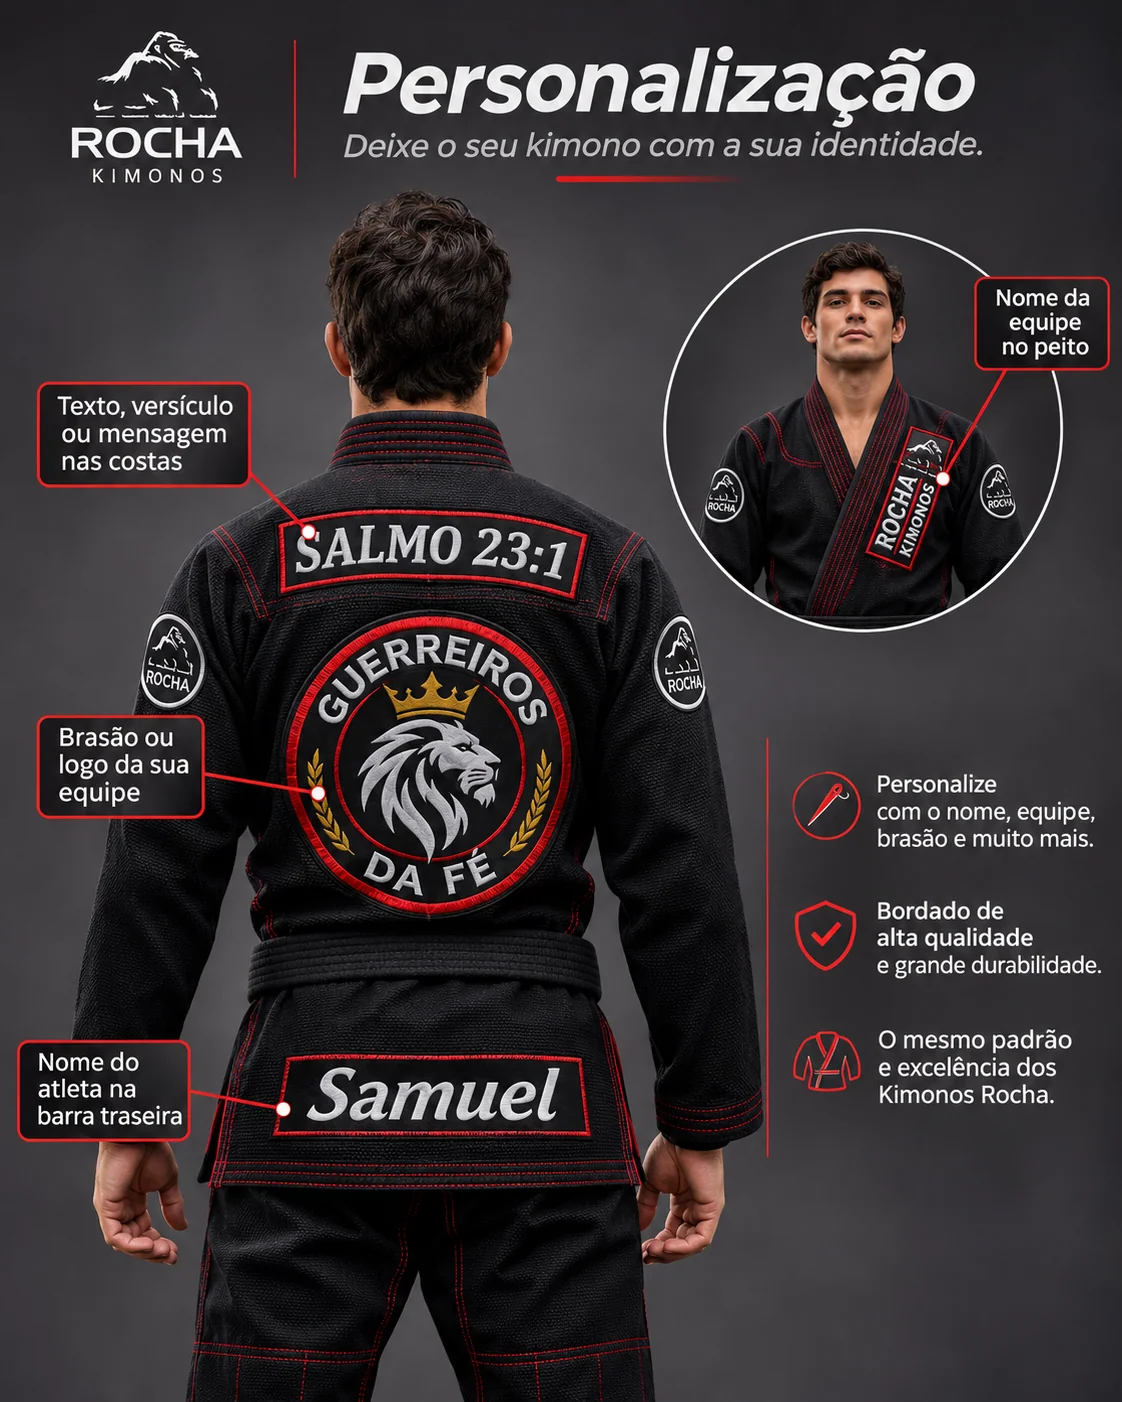 ROCHA
KIMONOS
Personalização
Deixe o seu kimono com a sua identidade.
Nome da
equipe
no peito
ROCHA
KIMONOS
ROCHA
ROCHA
Texto, versículo
ou mensagem
nas costas
SALMO 23:1
ROCHA
ROCHA
GUERREIROS
DA FÉ
Brasão ou
logo da sua
equipe
Personalize
com o nome, equipe,
brasão e muito mais.
Bordado de
alta qualidade
e grande durabilidade.
O mesmo padrão
e excelência dos
Kimonos Rocha.
Nome do
atleta na
barra traseira
Samuel